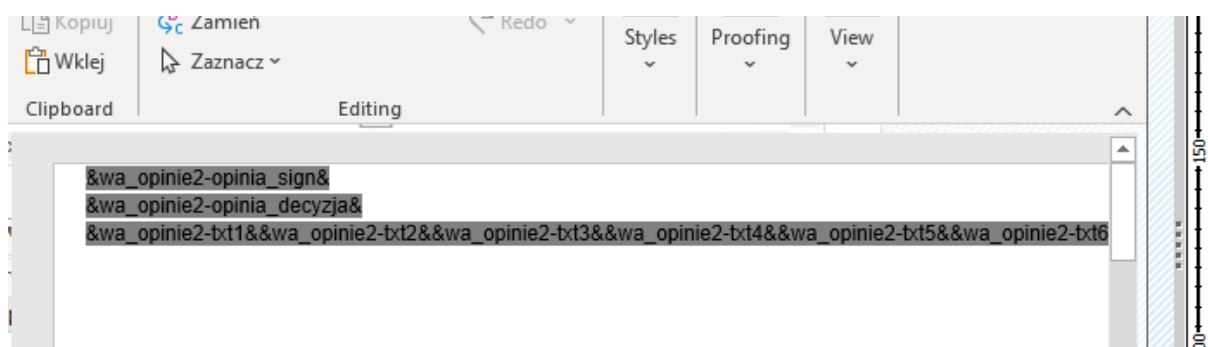 Kopiuj
Zamień
Redo
Styles
Proofing
View
Wklej
Zaznacz
Clipboard
Editing
150
&wa_opinie2-opinia_sign&
&wa_opinie2-opinia_decyzja&
&wa_opinie2-txt1&&wa_opinie2-txt2&&wa_opinie2-txt3&&wa_opinie2-txt4&&wa_opinie2-txt5&&wa_opinie2-txt6